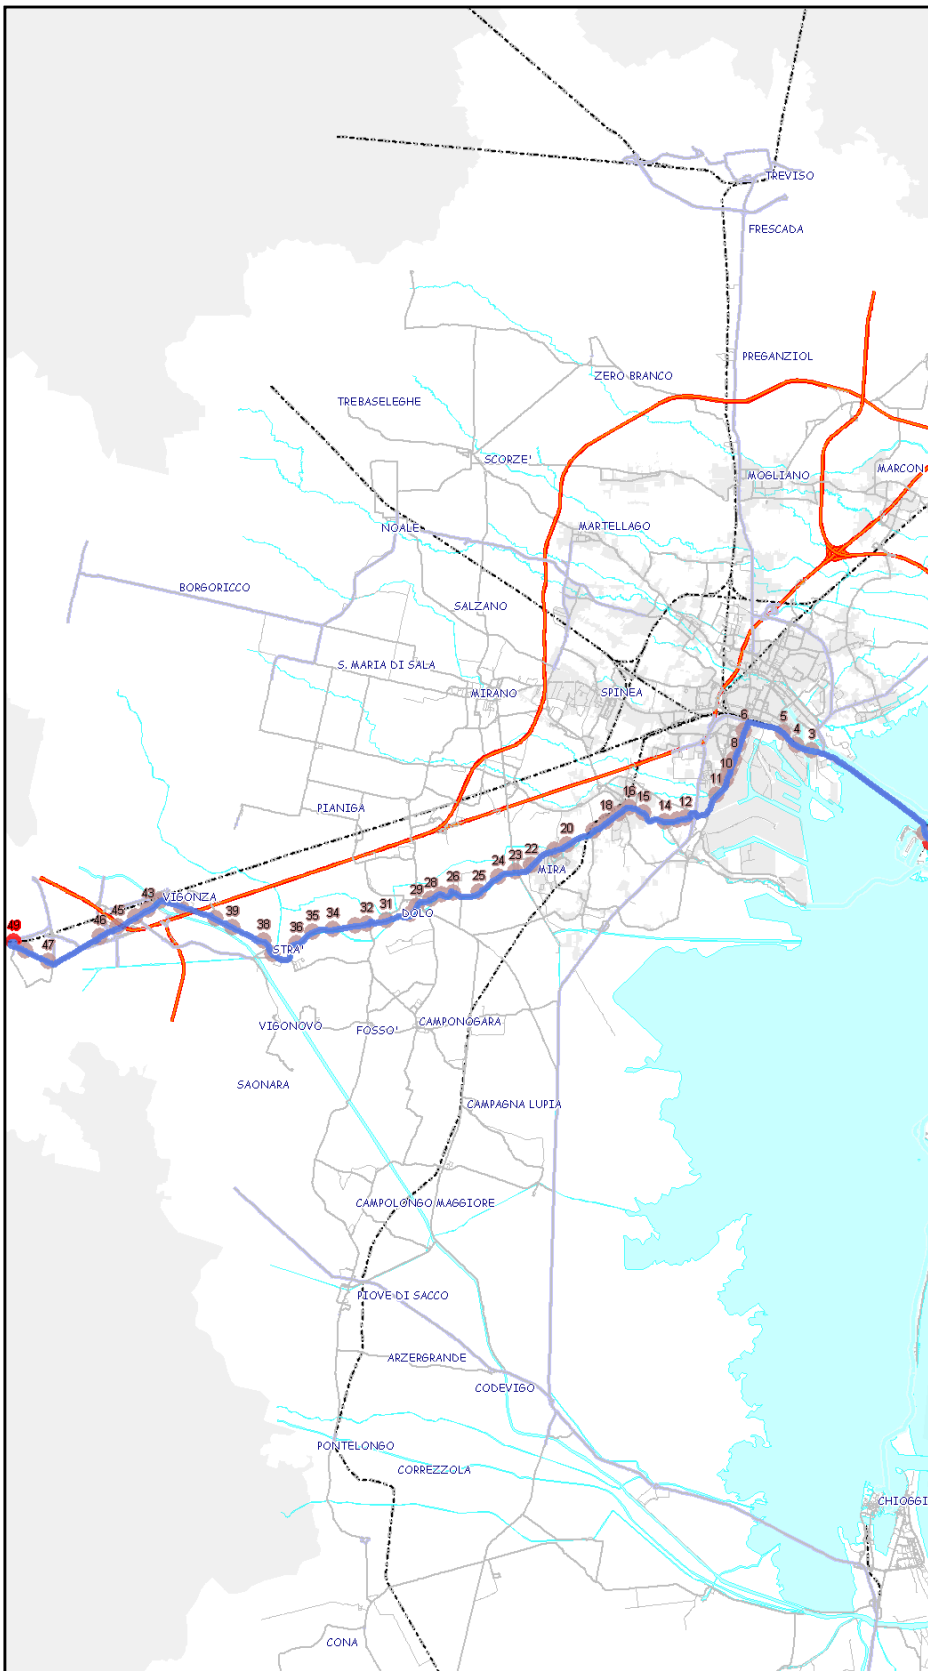 TREVISO
FRESCADA
PREGANZIOL
ZERO BRANCO
TREBASELEGHE
SCORZE'
MARCON
MOGLIANO
MARTELLAGO
NOALE
BORGORICCO
SALZANO
S. MARIA DI SALA
MIRANO
SPINEA
6
5
4
3
8
10
11
16
15
14
12
18
PIANIGA
20
22
23
24
MIRA
25
26
28
29
DOLO
31
32
34
35
36
38
39
STRA'
43
VIGONZA
45
46
47
49
VIGONOVO
FOSSO'
CAMPONOGARA
SAONARA
CAMPAGNA LUPIA
CAMPOLONGO MAGGIORE
PIOVE DI SACCO
ARZERGRANDE
CODEVIGO
PONTELONGO
CORREZZOLA
CHIOGGI
CONA